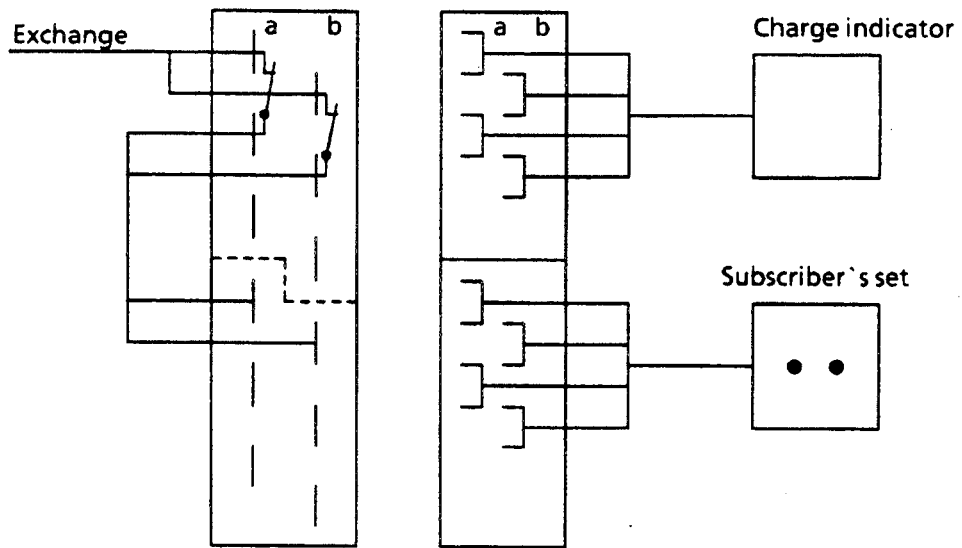 Exchange
a b
a b
Charge indicator
Subscriber`s set